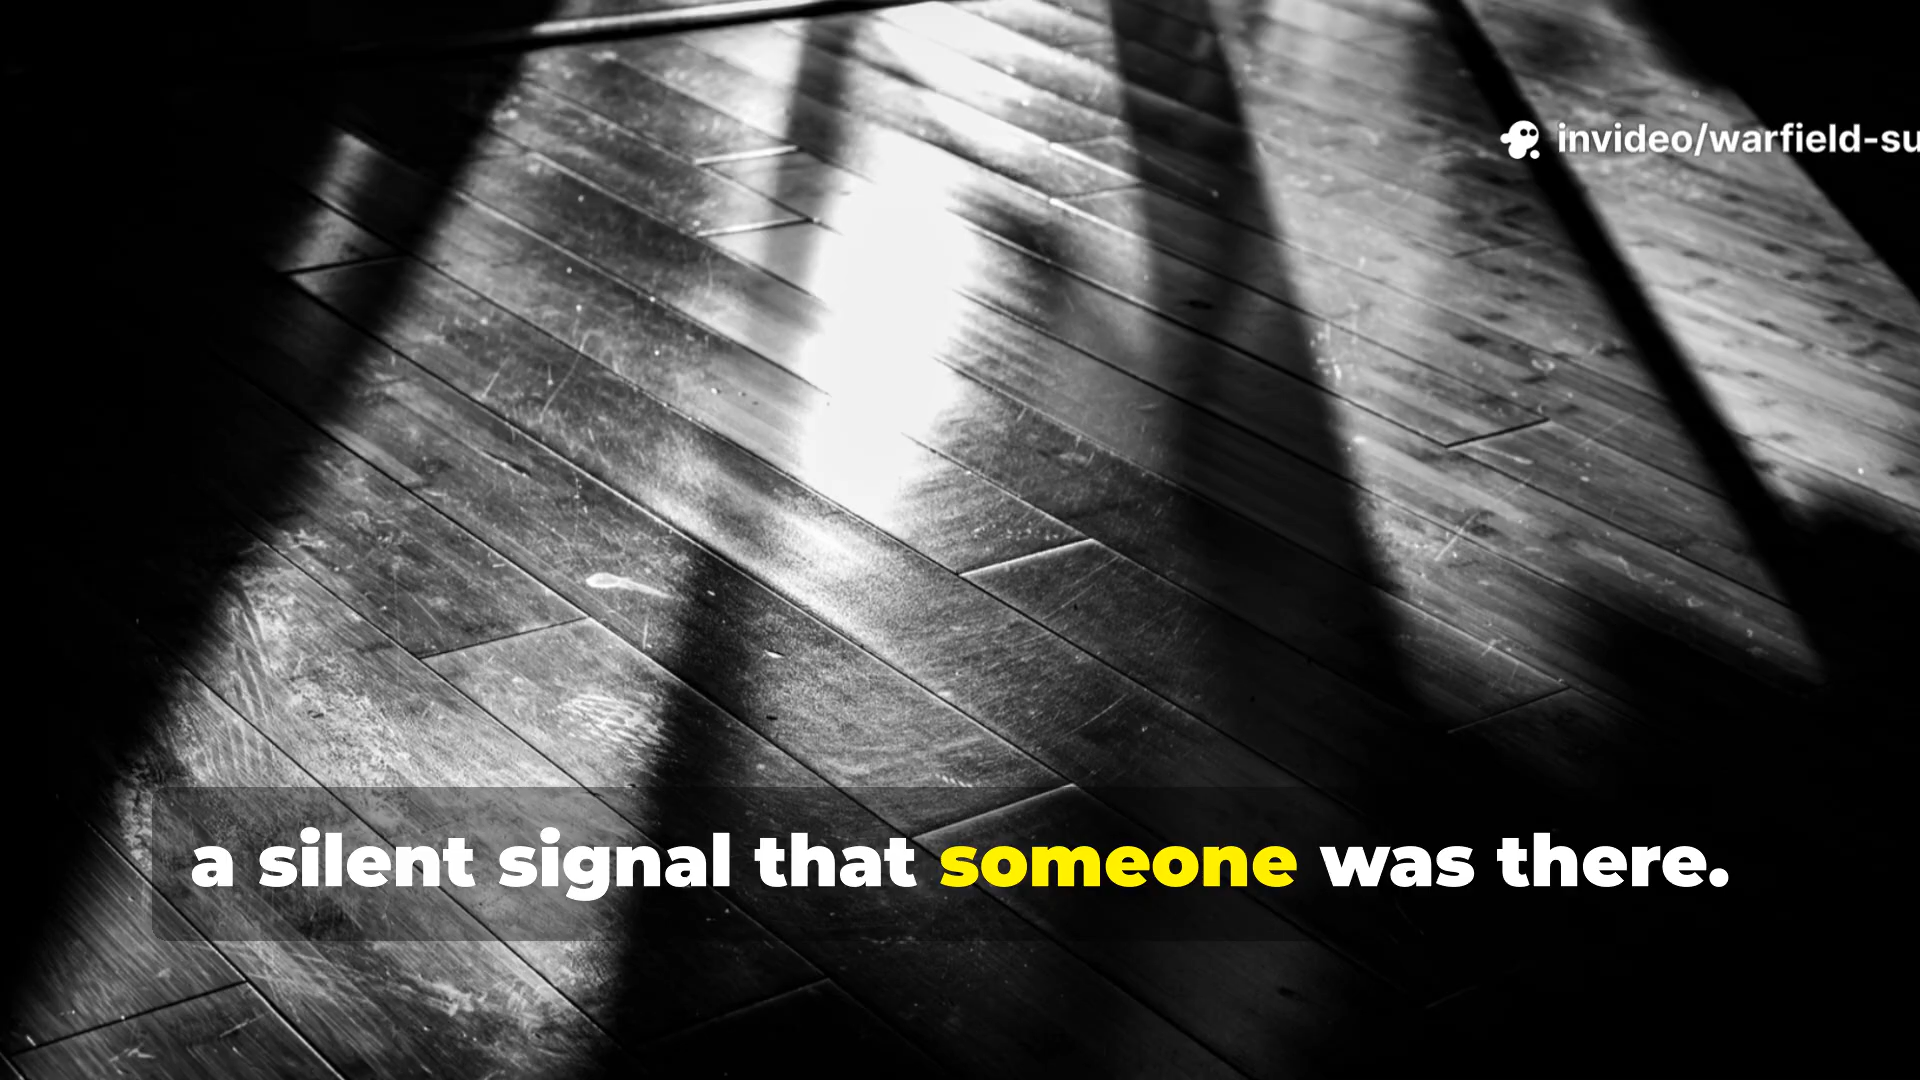 invideo/warfield-su
a silent signal that someone was there.